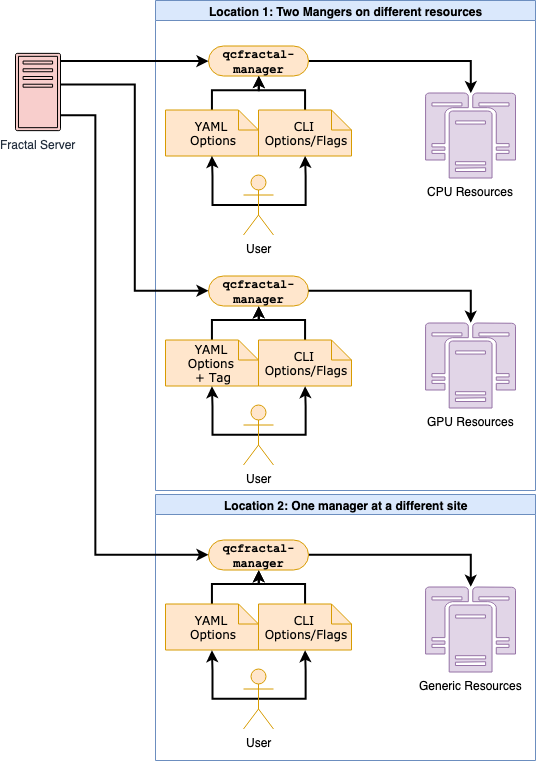 Location 1: Two Mangers on different resources
Fractal Server
qcfractal-
manager
YAML
Options
CLI
Options/Flags
User
CPU Resources
qcfractal-
manager
YAML
Options
+ Tag
CLI
Options/Flags
User
GPU Resources
Location 2: One manager at a different site
qcfractal-
manager
YAML
Options
CLI
Options/Flags
User
Generic Resources